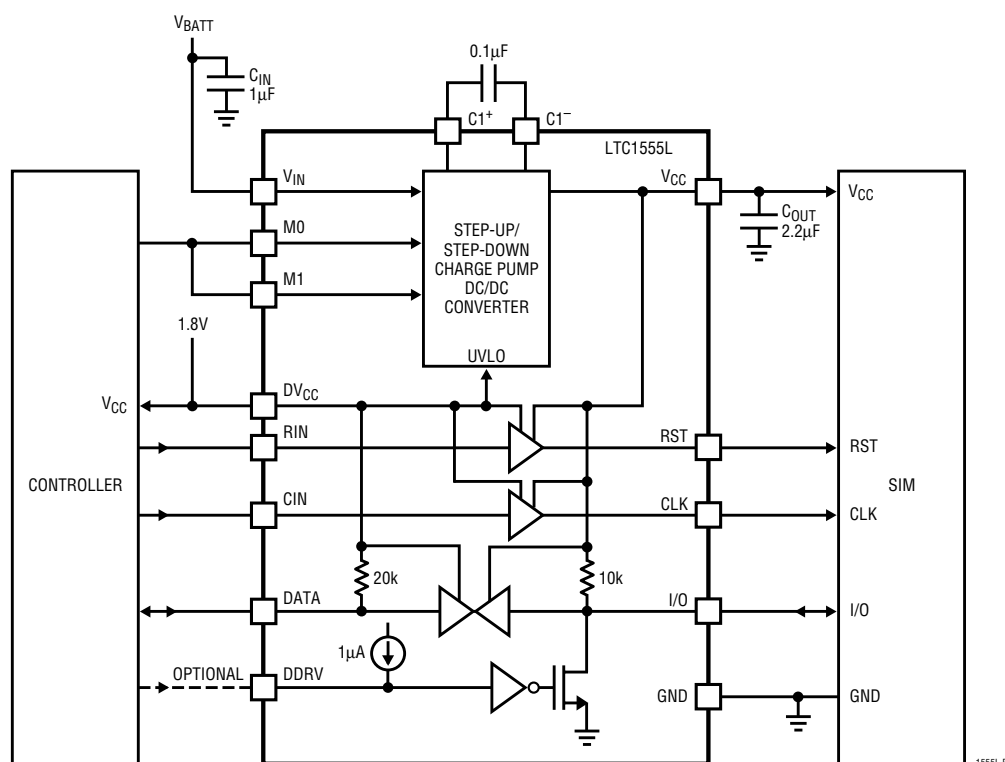 VBATT
CIN
1µF
0.1µF
C1+
C1–
LTC1555L
VIN
VCC
VCC
M0
STEP-UP/
STEP-DOWN
CHARGE PUMP
DC/DC
CONVERTER
COUT
2.2µF
M1
1.8V
UVLO
VCC
DVCC
RIN
RST
RST
CONTROLLER
SIM
CIN
CLK
CLK
20k
10k
DATA
I/O
I/O
1µA
OPTIONAL
DDRV
GND
GND